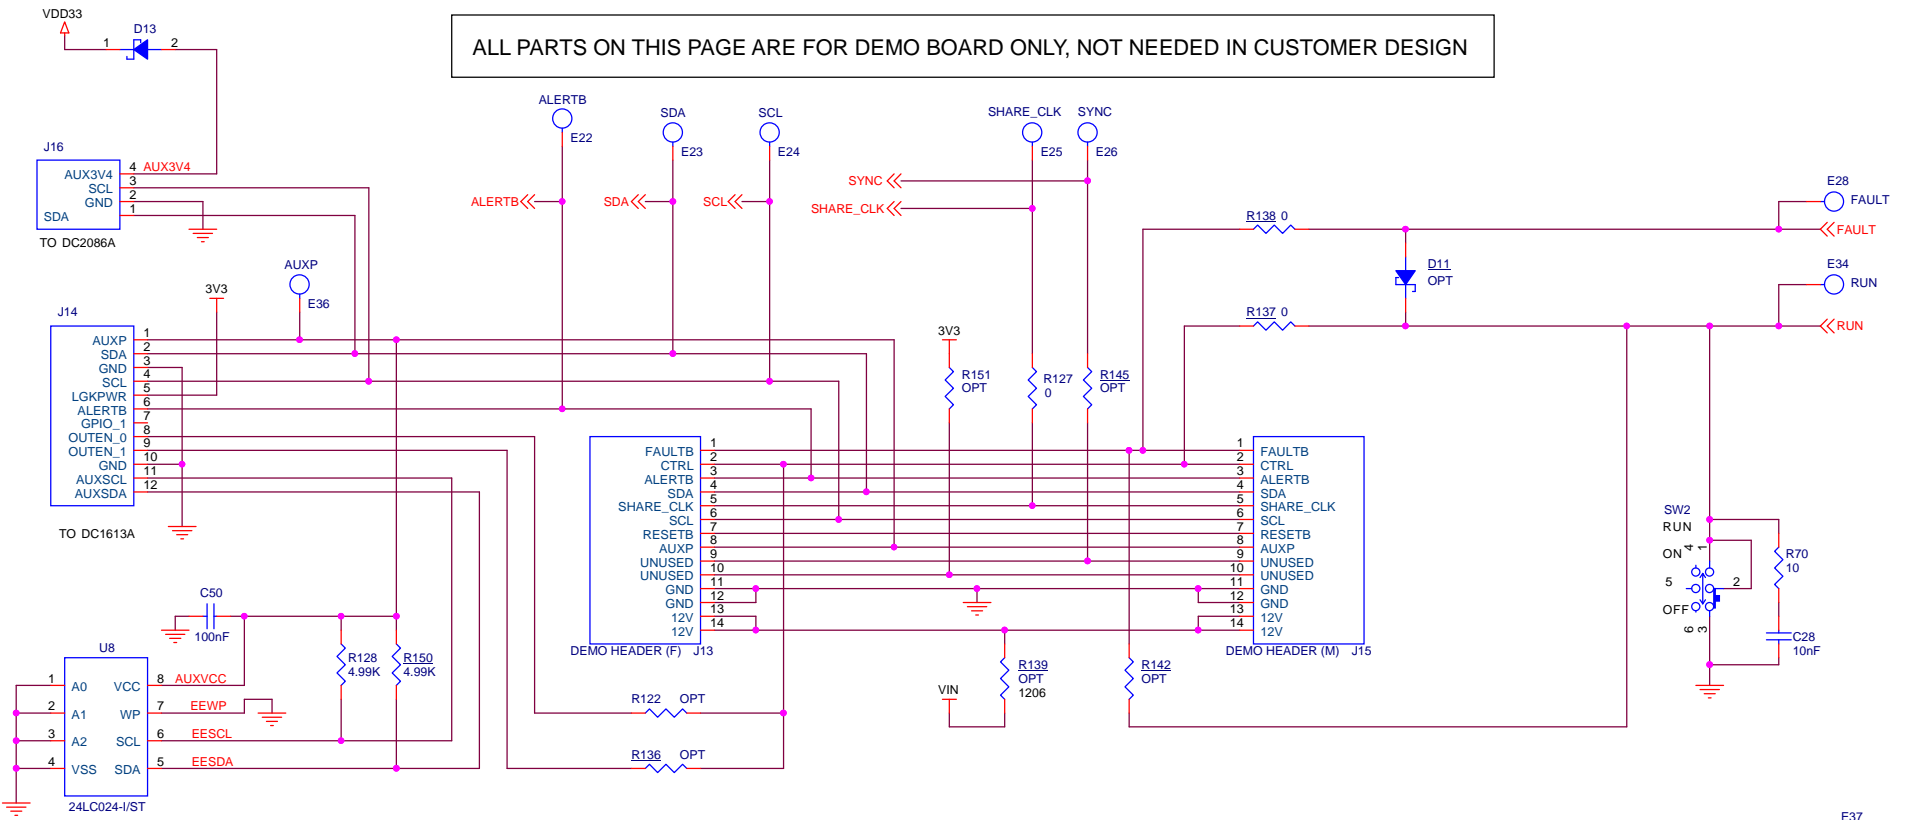 ALL PARTS ON THIS PAGE ARE FOR DEMO BOARD ONLY, NOT NEEDED IN CUSTOMER DESIGN
VDD33
D13
1
2
J16
AUX3V4
SCL
GND
SDA
4
3
2
1
AUX3V4
TO DC2086A
ALERTB
E22
SDA
E23
SCL
E24
SHARE_CLK
E25
SYNC
E26
ALERTB
SDA
SCL
SYNC
SHARE_CLK
E28
FAULT
FAULT
R138 0
D11
OPT
E34
RUN
RUN
R137 0
AUXP
E36
3V3
J14
AUXP
SDA
GND
SCL
LGKPWR
ALERTB
GPIO_1
OUTEN_0
OUTEN_1
GND
AUXSCL
AUXSDA
1
2
3
4
5
6
7
8
9
10
11
12
TO DC1613A
3V3
R151
OPT
R127
0
R145
OPT
FAULTB
CTRL
ALERTB
SDA
SHARE_CLK
SCL
RESETB
AUXP
UNUSED
UNUSED
GND
GND
12V
12V
1
2
3
4
5
6
7
8
9
10
11
12
13
14
DEMO HEADER (F) J13
1
2
3
4
5
6
7
8
9
10
11
12
13
14
FAULTB
CTRL
ALERTB
SDA
SHARE_CLK
SCL
RESETB
AUXP
UNUSED
UNUSED
GND
GND
12V
12V
DEMO HEADER (M) J15
SW2
RUN
ON
OFF
4
1
5
2
6
3
R70
10
C28
10nF
C50
100nF
R128
4.99K
R150
4.99K
U8
A0
A1
A2
VSS
VCC
WP
SCL
SDA
1
2
3
4
8
7
6
5
AUXVCC
EEWP
EESCL
EESDA
24LC024-I/ST
R122 OPT
R136 OPT
VIN
R139
OPT
1206
R142
OPT
E37